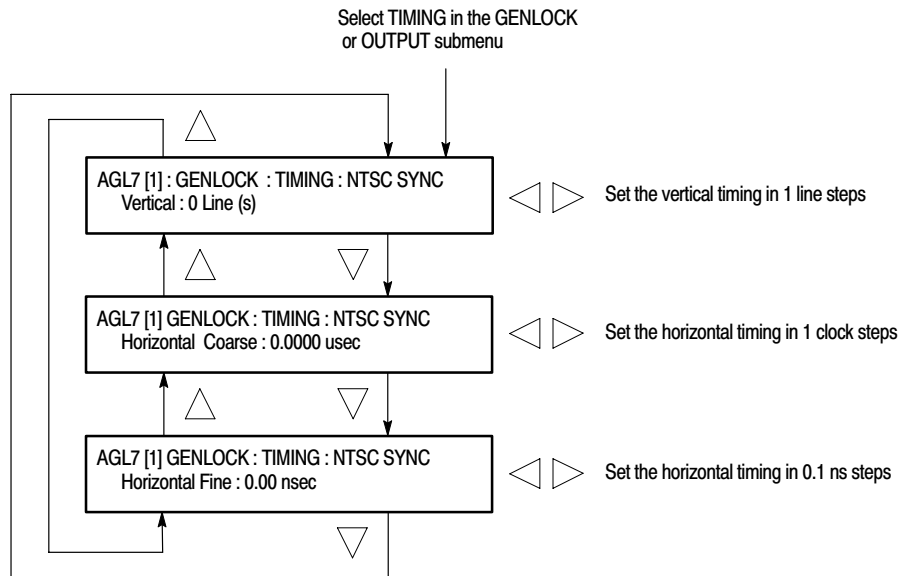 Select TIMING in the GENLOCK
or OUTPUT submenu
AGL7 [1] : GENLOCK : TIMING : NTSC SYNC
Vertical : 0 Line (s)
Set the vertical timing in 1 line steps
AGL7 [1] GENLOCK : TIMING : NTSC SYNC
Horizontal Coarse : 0.0000 usec
Set the horizontal timing in 1 clock steps
AGL7 [1] GENLOCK : TIMING : NTSC SYNC
Horizontal Fine : 0.00 nsec
Set the horizontal timing in 0.1 ns steps